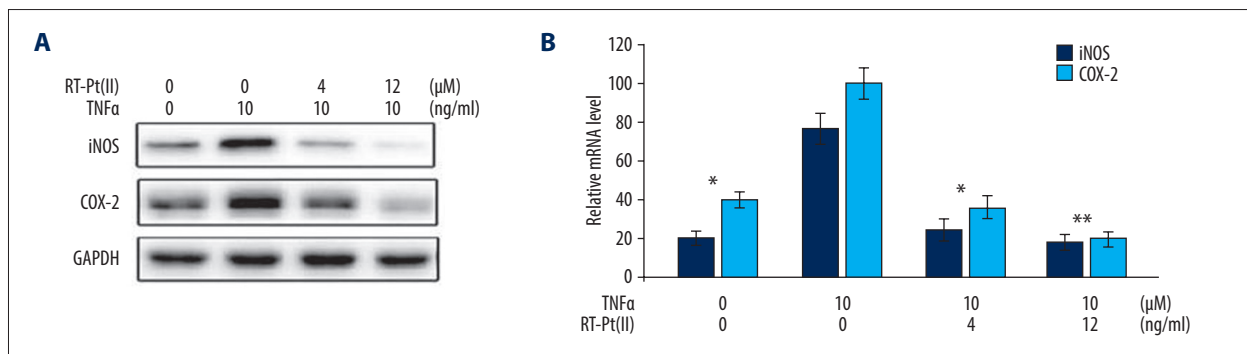 A
RT-Pt(II) 0 0 4 12 (µM)
TNFα 0 10 10 10 (ng/ml)
iNOS
COX-2
GAPDH
B
iNOS
COX-2
Relative mRNA level
120
100
80
60
40
20
0
* * **
TNFα 0 10 10 10 (µM)
RT-Pt(II) 0 0 4 12 (ng/ml)